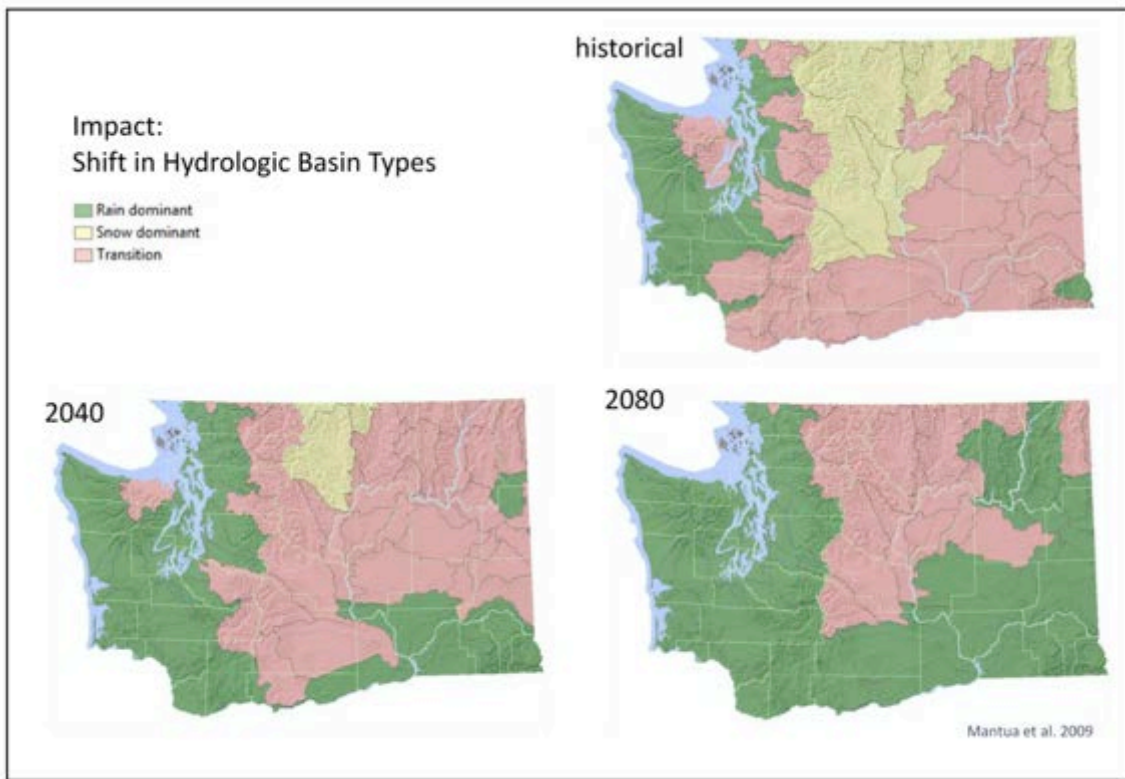 historical
Impact:
Shift in Hydrologic Basin Types
Rain dominant
Snow dominant
Transition
2040
2080
Mantua et al. 2009